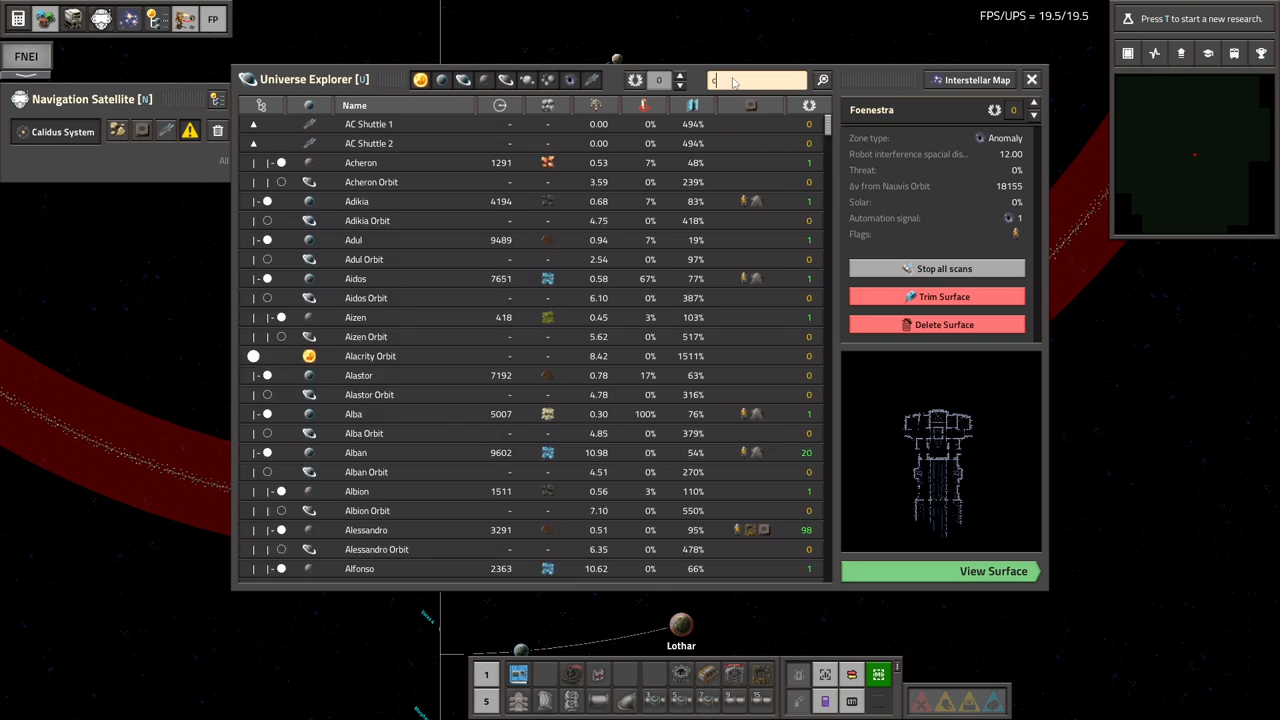 FP
FPS/UPS = 19.5/19.5
Press T to start a new research.
FNEI
Navigation Satellite [N]
Calidus System
All
Universe Explorer [U]
0
c
Interstellar Map
Name
AC Shuttle 1 - - 0.00 0% 494% 0
AC Shuttle 2 - - 0.00 0% 494% 0
Acheron 1291 0.53 7% 48% 1
Acheron Orbit - - 3.59 0% 239% 0
Adikia 4194 0.68 7% 83% 1
Adikia Orbit - - 4.75 0% 418% 0
Adul 9489 0.94 7% 19% 1
Adul Orbit - - 2.54 0% 97% 0
Aidos 7651 0.58 67% 77% 1
Aidos Orbit - - 6.10 0% 387% 0
Aizen 418 0.45 3% 103% 1
Aizen Orbit - - 5.62 0% 517% 0
Alacrity Orbit - - 8.42 0% 1511% 0
Alastor 7192 0.78 17% 63% 1
Alastor Orbit - - 4.78 0% 316% 0
Alba 5007 0.30 100% 76% 1
Alba Orbit - - 4.85 0% 379% 0
Alban 9602 10.98 0% 54% 20
Alban Orbit - - 4.51 0% 270% 0
Albion 1511 0.56 3% 110% 1
Albion Orbit - - 7.10 0% 550% 0
Alessandro 3291 0.51 0% 95% 98
Alessandro Orbit - - 6.35 0% 478% 0
Alfonso 2363 10.62 0% 66% 1
Foenestra 0
Zone type: Anomaly
Robot interference spacial dis... 12.00
Threat: 0%
Δv from Nauvis Orbit 18155
Solar: 0%
Automation signal: 1
Flags:
Stop all scans
Trim Surface
Delete Surface
View Surface
Lothar
1
5
3 5 7 9 15